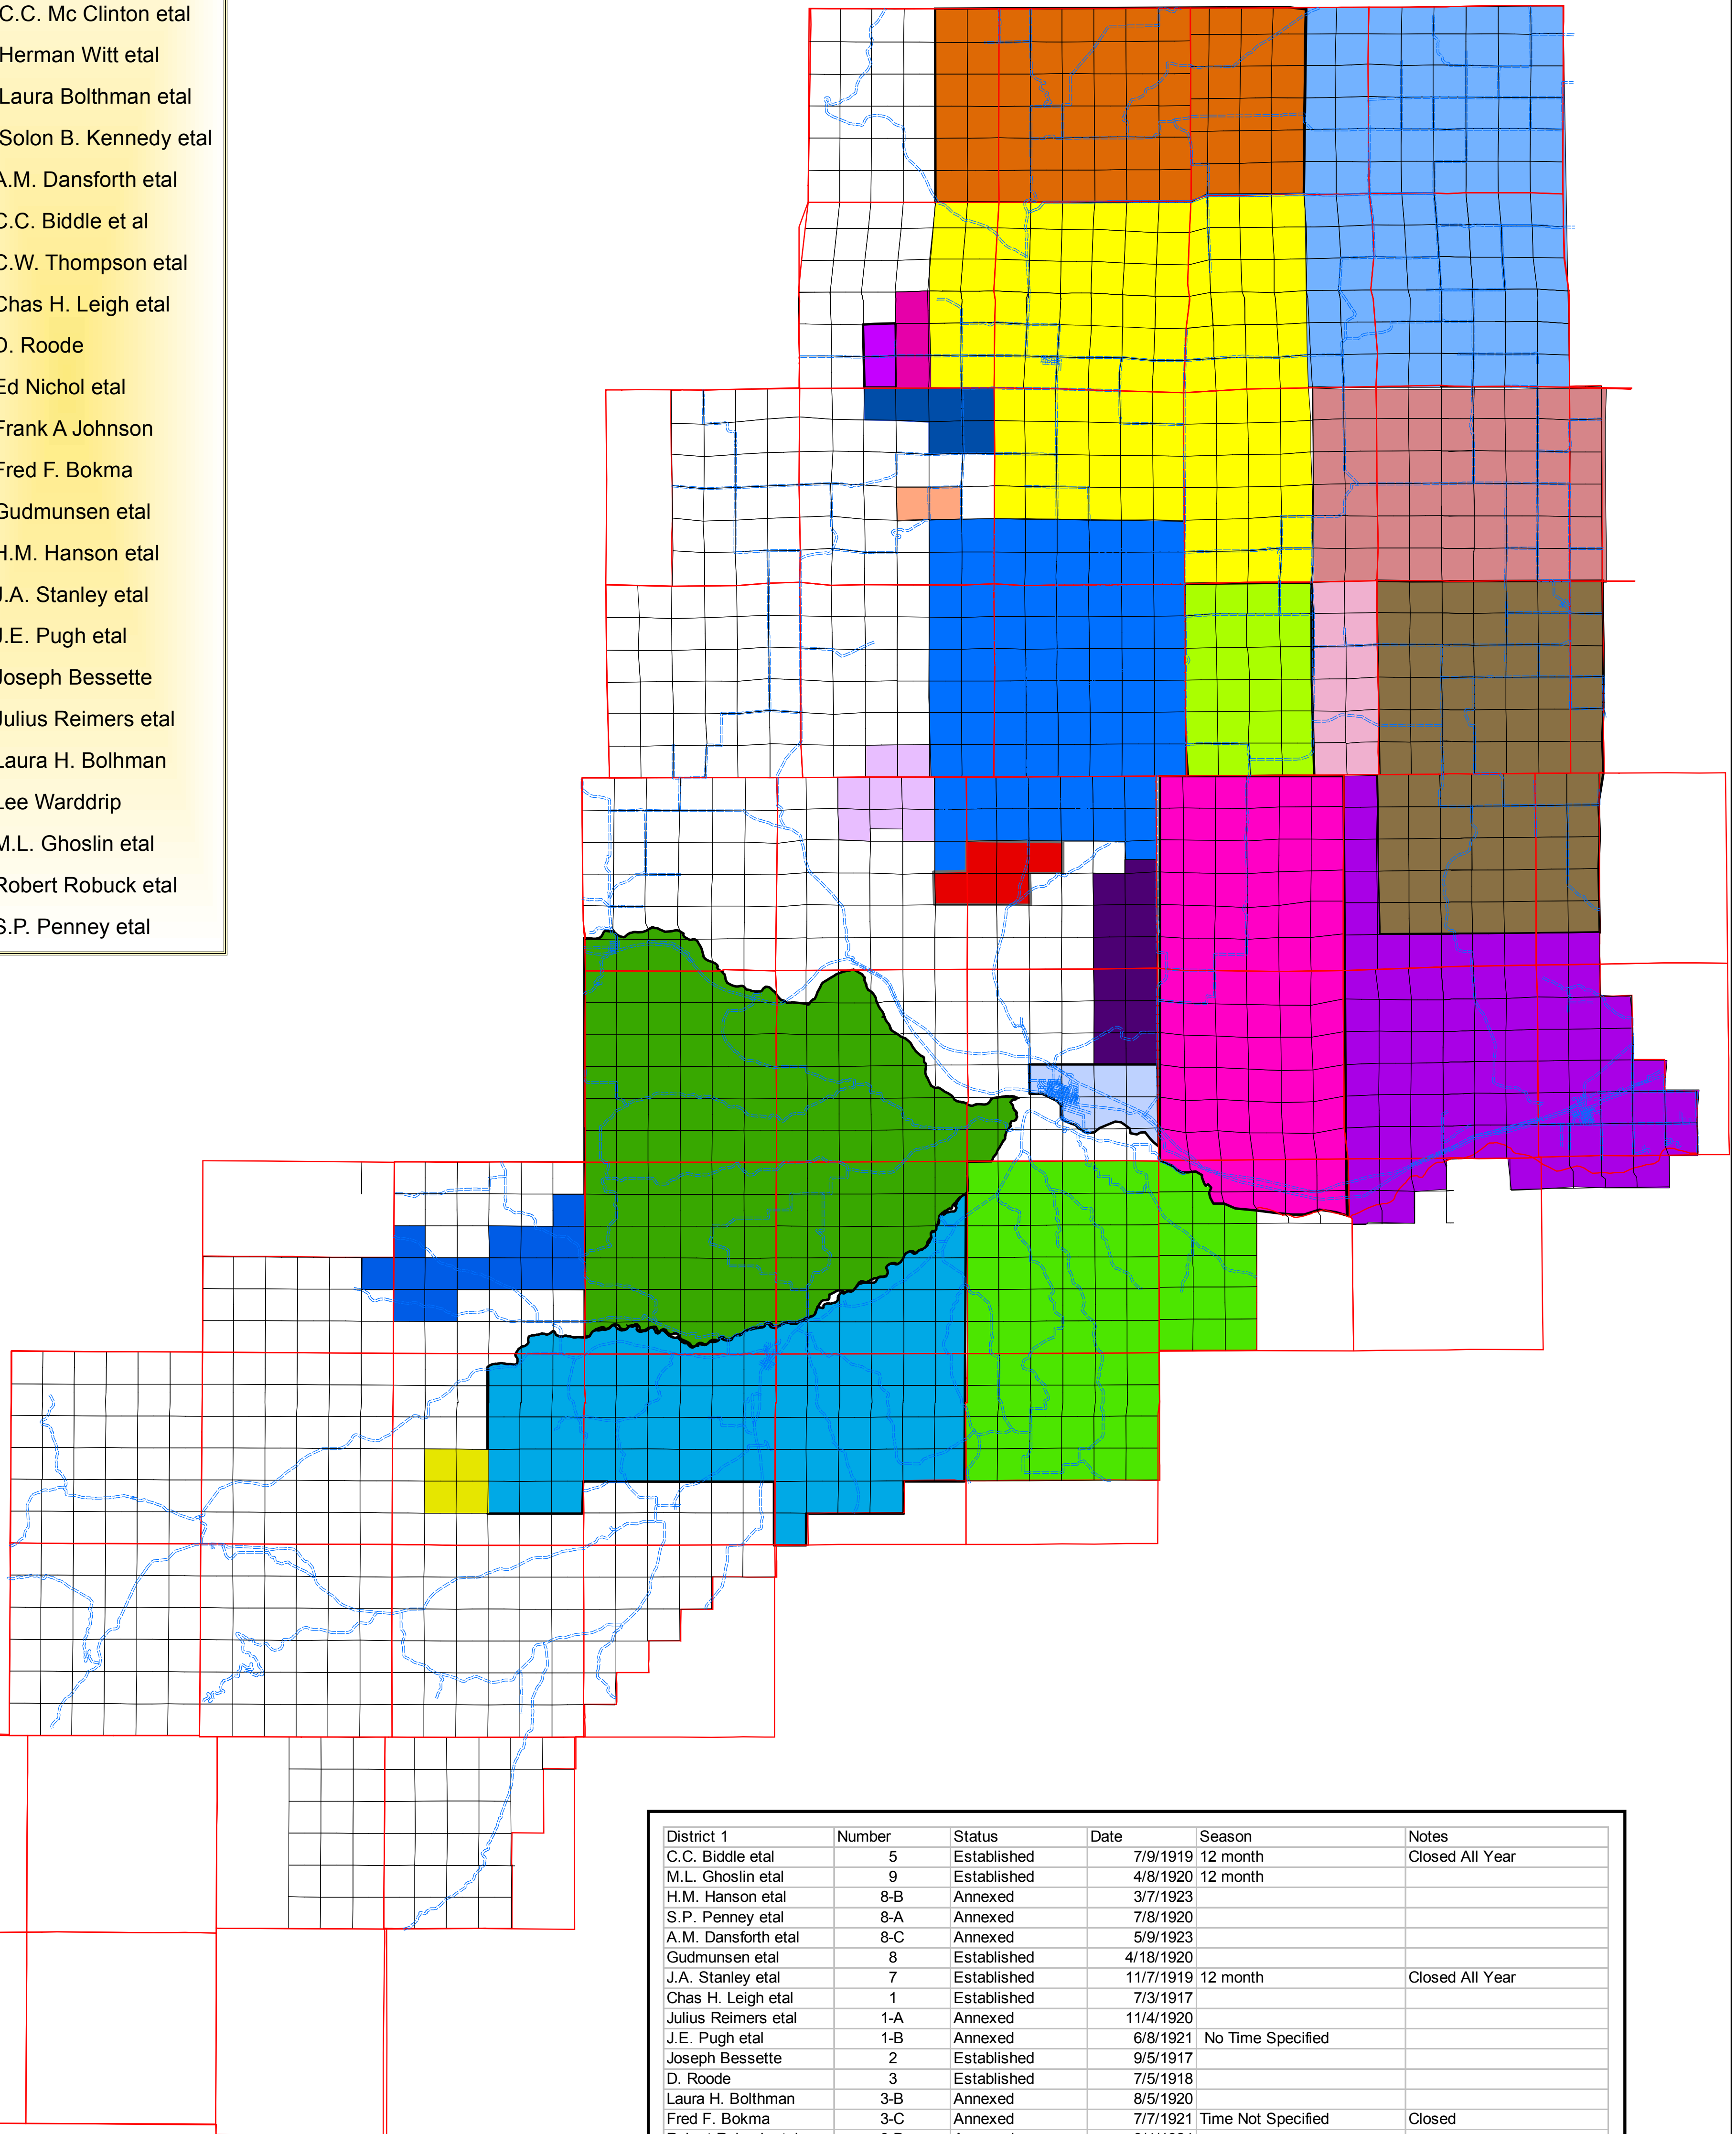 C.C. Mc Clinton etal
Herman Witt etal
Laura Bolthman etal
Solon B. Kennedy etal
A.M. Dansforth etal
C.C. Biddle et al
C.W. Thompson etal
Chas H. Leigh etal
D. Roode
Ed Nichol etal
Frank A Johnson
Fred F. Bokma
Gudmunsen etal
H.M. Hanson etal
J.A. Stanley etal
J.E. Pugh etal
Joseph Bessette
Julius Reimers etal
Laura H. Bolhman
Lee Warddrip
M.L. Ghoslin etal
Robert Robuck etal
S.P. Penney etal
District 1 Number Status Date Season Notes
C.C. Biddle etal 5 Established 7/9/1919 12 month Closed All Year
M.L. Ghoslin etal 9 Established 4/8/1920 12 month
H.M. Hanson etal 8-B Annexed 3/7/1923
S.P. Penney etal 8-A Annexed 7/8/1920
A.M. Dansforth etal 8-C Annexed 5/9/1923
Gudmunsen etal 8 Established 4/18/1920
J.A. Stanley etal 7 Established 11/7/1919 12 month Closed All Year
Chas H. Leigh etal 1 Established 7/3/1917
Julius Reimers etal 1-A Annexed 11/4/1920
J.E. Pugh etal 1-B Annexed 6/8/1921 No Time Specified
Joseph Bessette 2 Established 9/5/1917
D. Roode 3 Established 7/5/1918
Laura H. Bolthman 3-B Annexed 8/5/1920
Fred F. Bokma 3-C Annexed 7/7/1921 Time Not Specified Closed